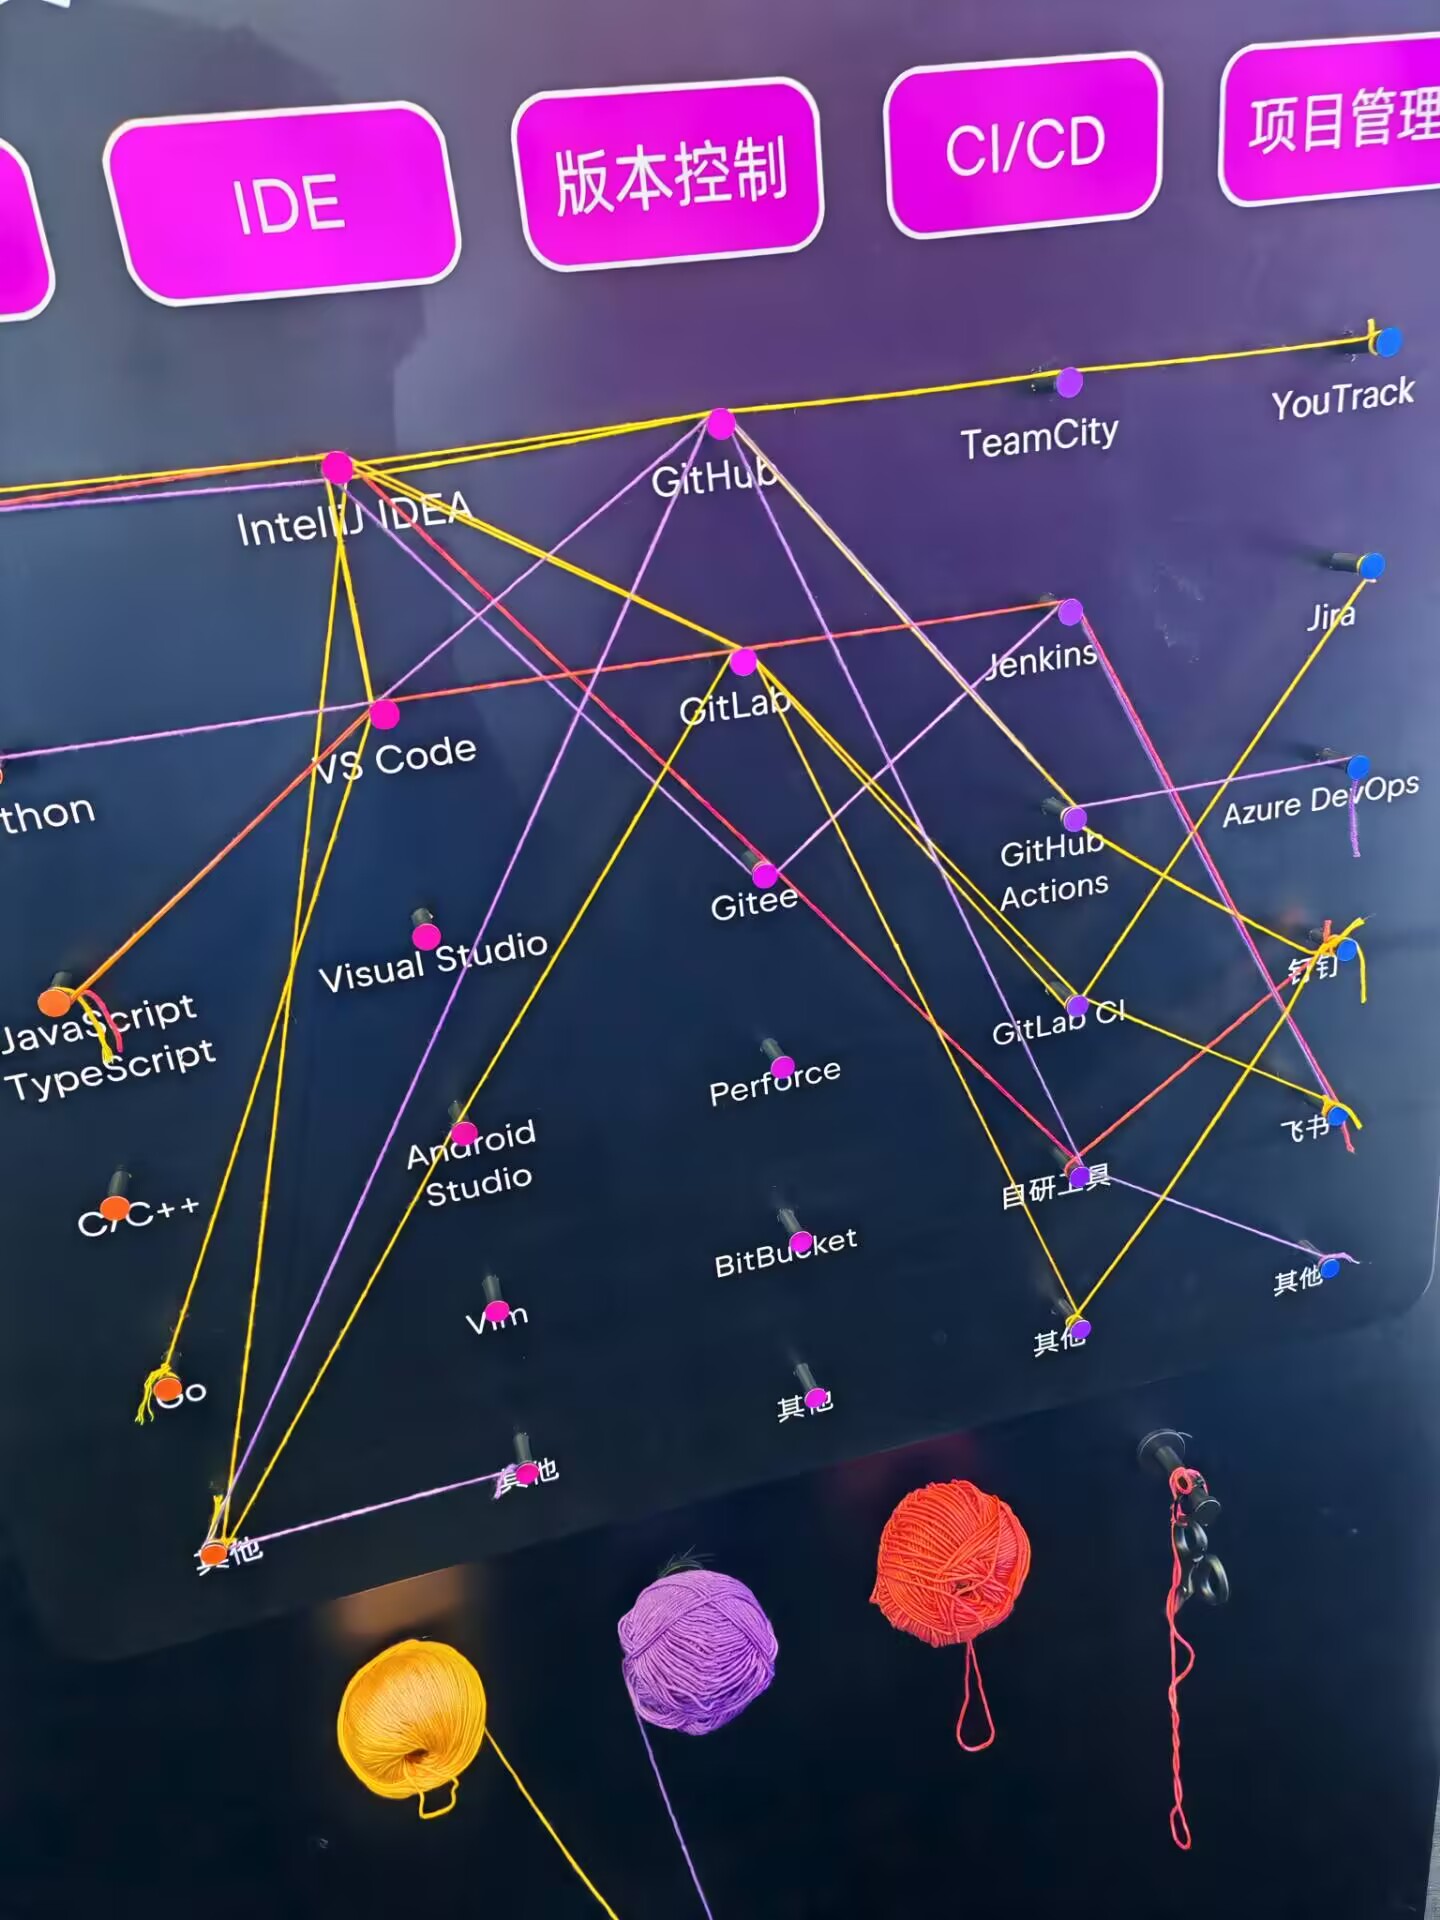 IDE
版本控制
CI/CD
项目管理
IntelliJ IDEA
GitHub
TeamCity
YouTrack
thon
VS Code
GitLab
Jenkins
Jira
JavaScript
TypeScript
Visual Studio
Gitee
GitHub
Actions
Azure DevOps
C/C++
Android
Studio
Perforce
GitLab CI
钉钉
Go
Vim
BitBucket
自研工具
飞书
其他
其他
其他
其他
其他